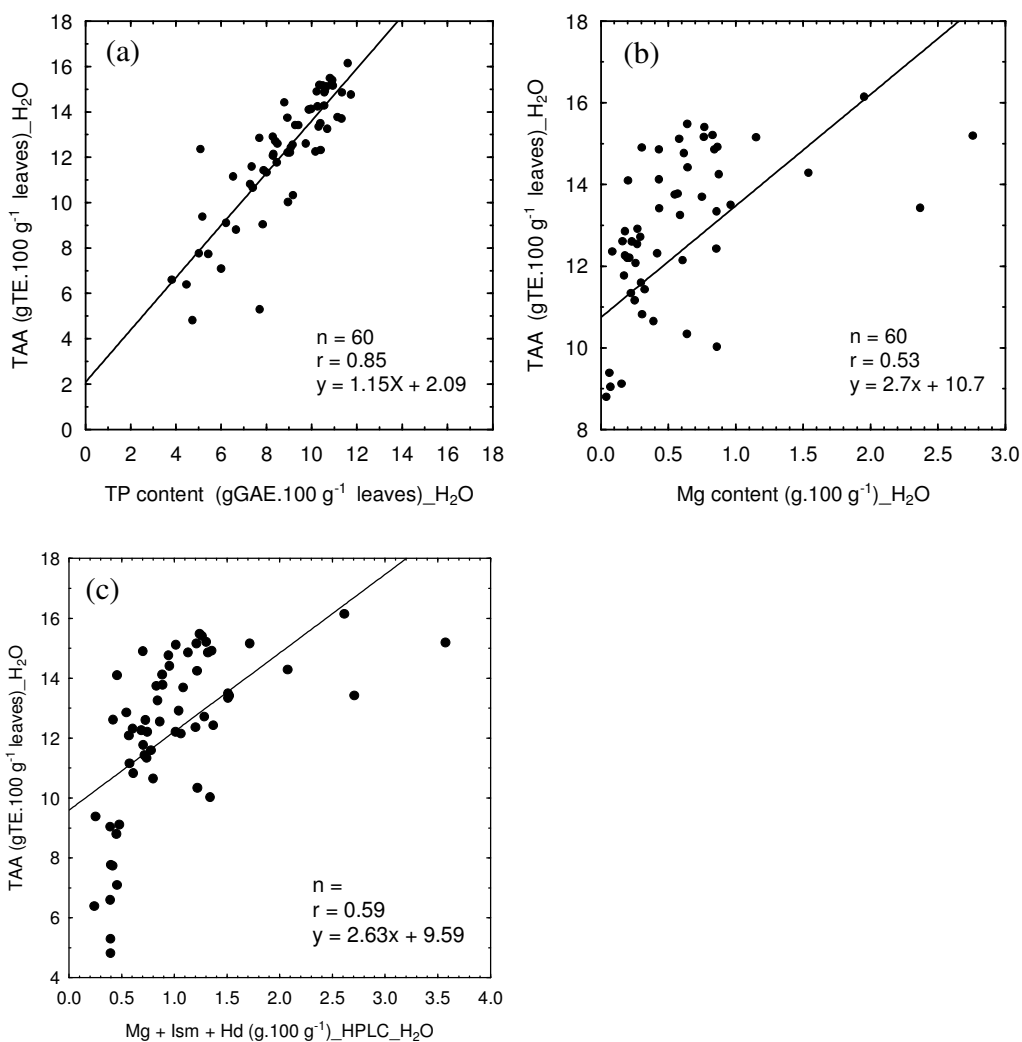 (a)
TAA (gTE.100 g⁻¹ leaves)_H₂O
18
16
14
12
10
8
6
4
2
0
n = 60
r = 0.85
y = 1.15X + 2.09
0 2 4 6 8 10 12 14 16 18
TP content (gGAE.100 g⁻¹ leaves)_H₂O
(b)
TAA (gTE.100 g⁻¹ leaves)_H₂O
18
16
14
12
10
8
n = 60
r = 0.53
y = 2.7x + 10.7
0.0 0.5 1.0 1.5 2.0 2.5 3.0
Mg content (g.100 g⁻¹)_H₂O
(c)
TAA (gTE.100 g⁻¹ leaves)_H₂O
18
16
14
12
10
8
6
4
n =
r = 0.59
y = 2.63x + 9.59
0.0 0.5 1.0 1.5 2.0 2.5 3.0 3.5 4.0
Mg + Ism + Hd (g.100 g⁻¹)_HPLC_H₂O